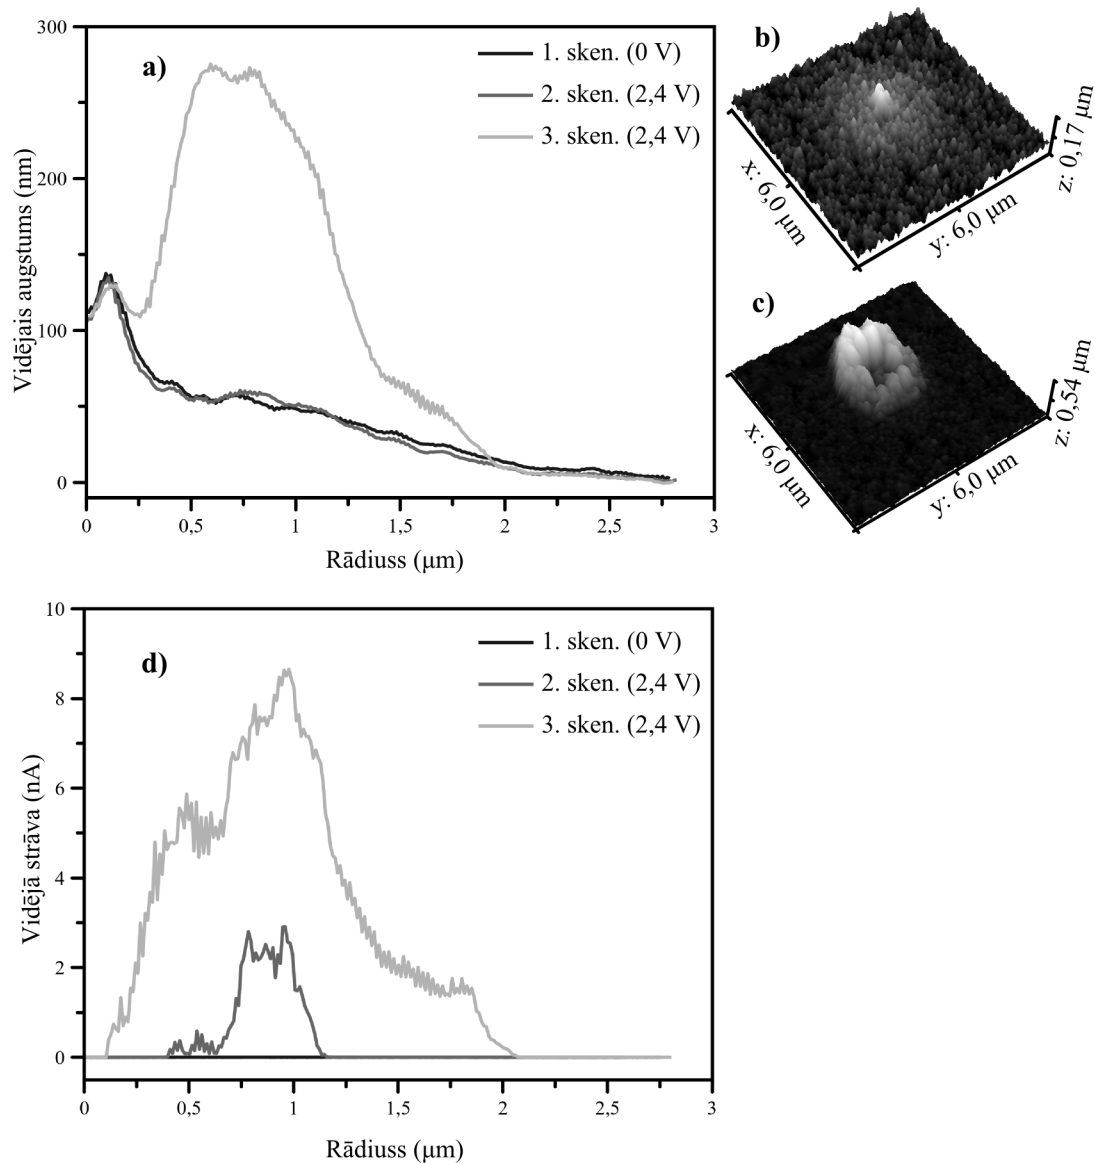 300
200
100
0
0
0,5
1
1,5
2
2,5
3
Vidējais augstums (nm)
Rādiuss (μm)
a)
1. sken. (0 V)
2. sken. (2,4 V)
3. sken. (2,4 V)
b)
x: 6,0 μm
y: 6,0 μm
z: 0,17 μm
c)
x: 6,0 μm
y: 6,0 μm
z: 0,54 μm
10
8
6
4
2
0
0
0,5
1
1,5
2
2,5
3
Vidējā strāva (nA)
Rādiuss (μm)
d)
1. sken. (0 V)
2. sken. (2,4 V)
3. sken. (2,4 V)